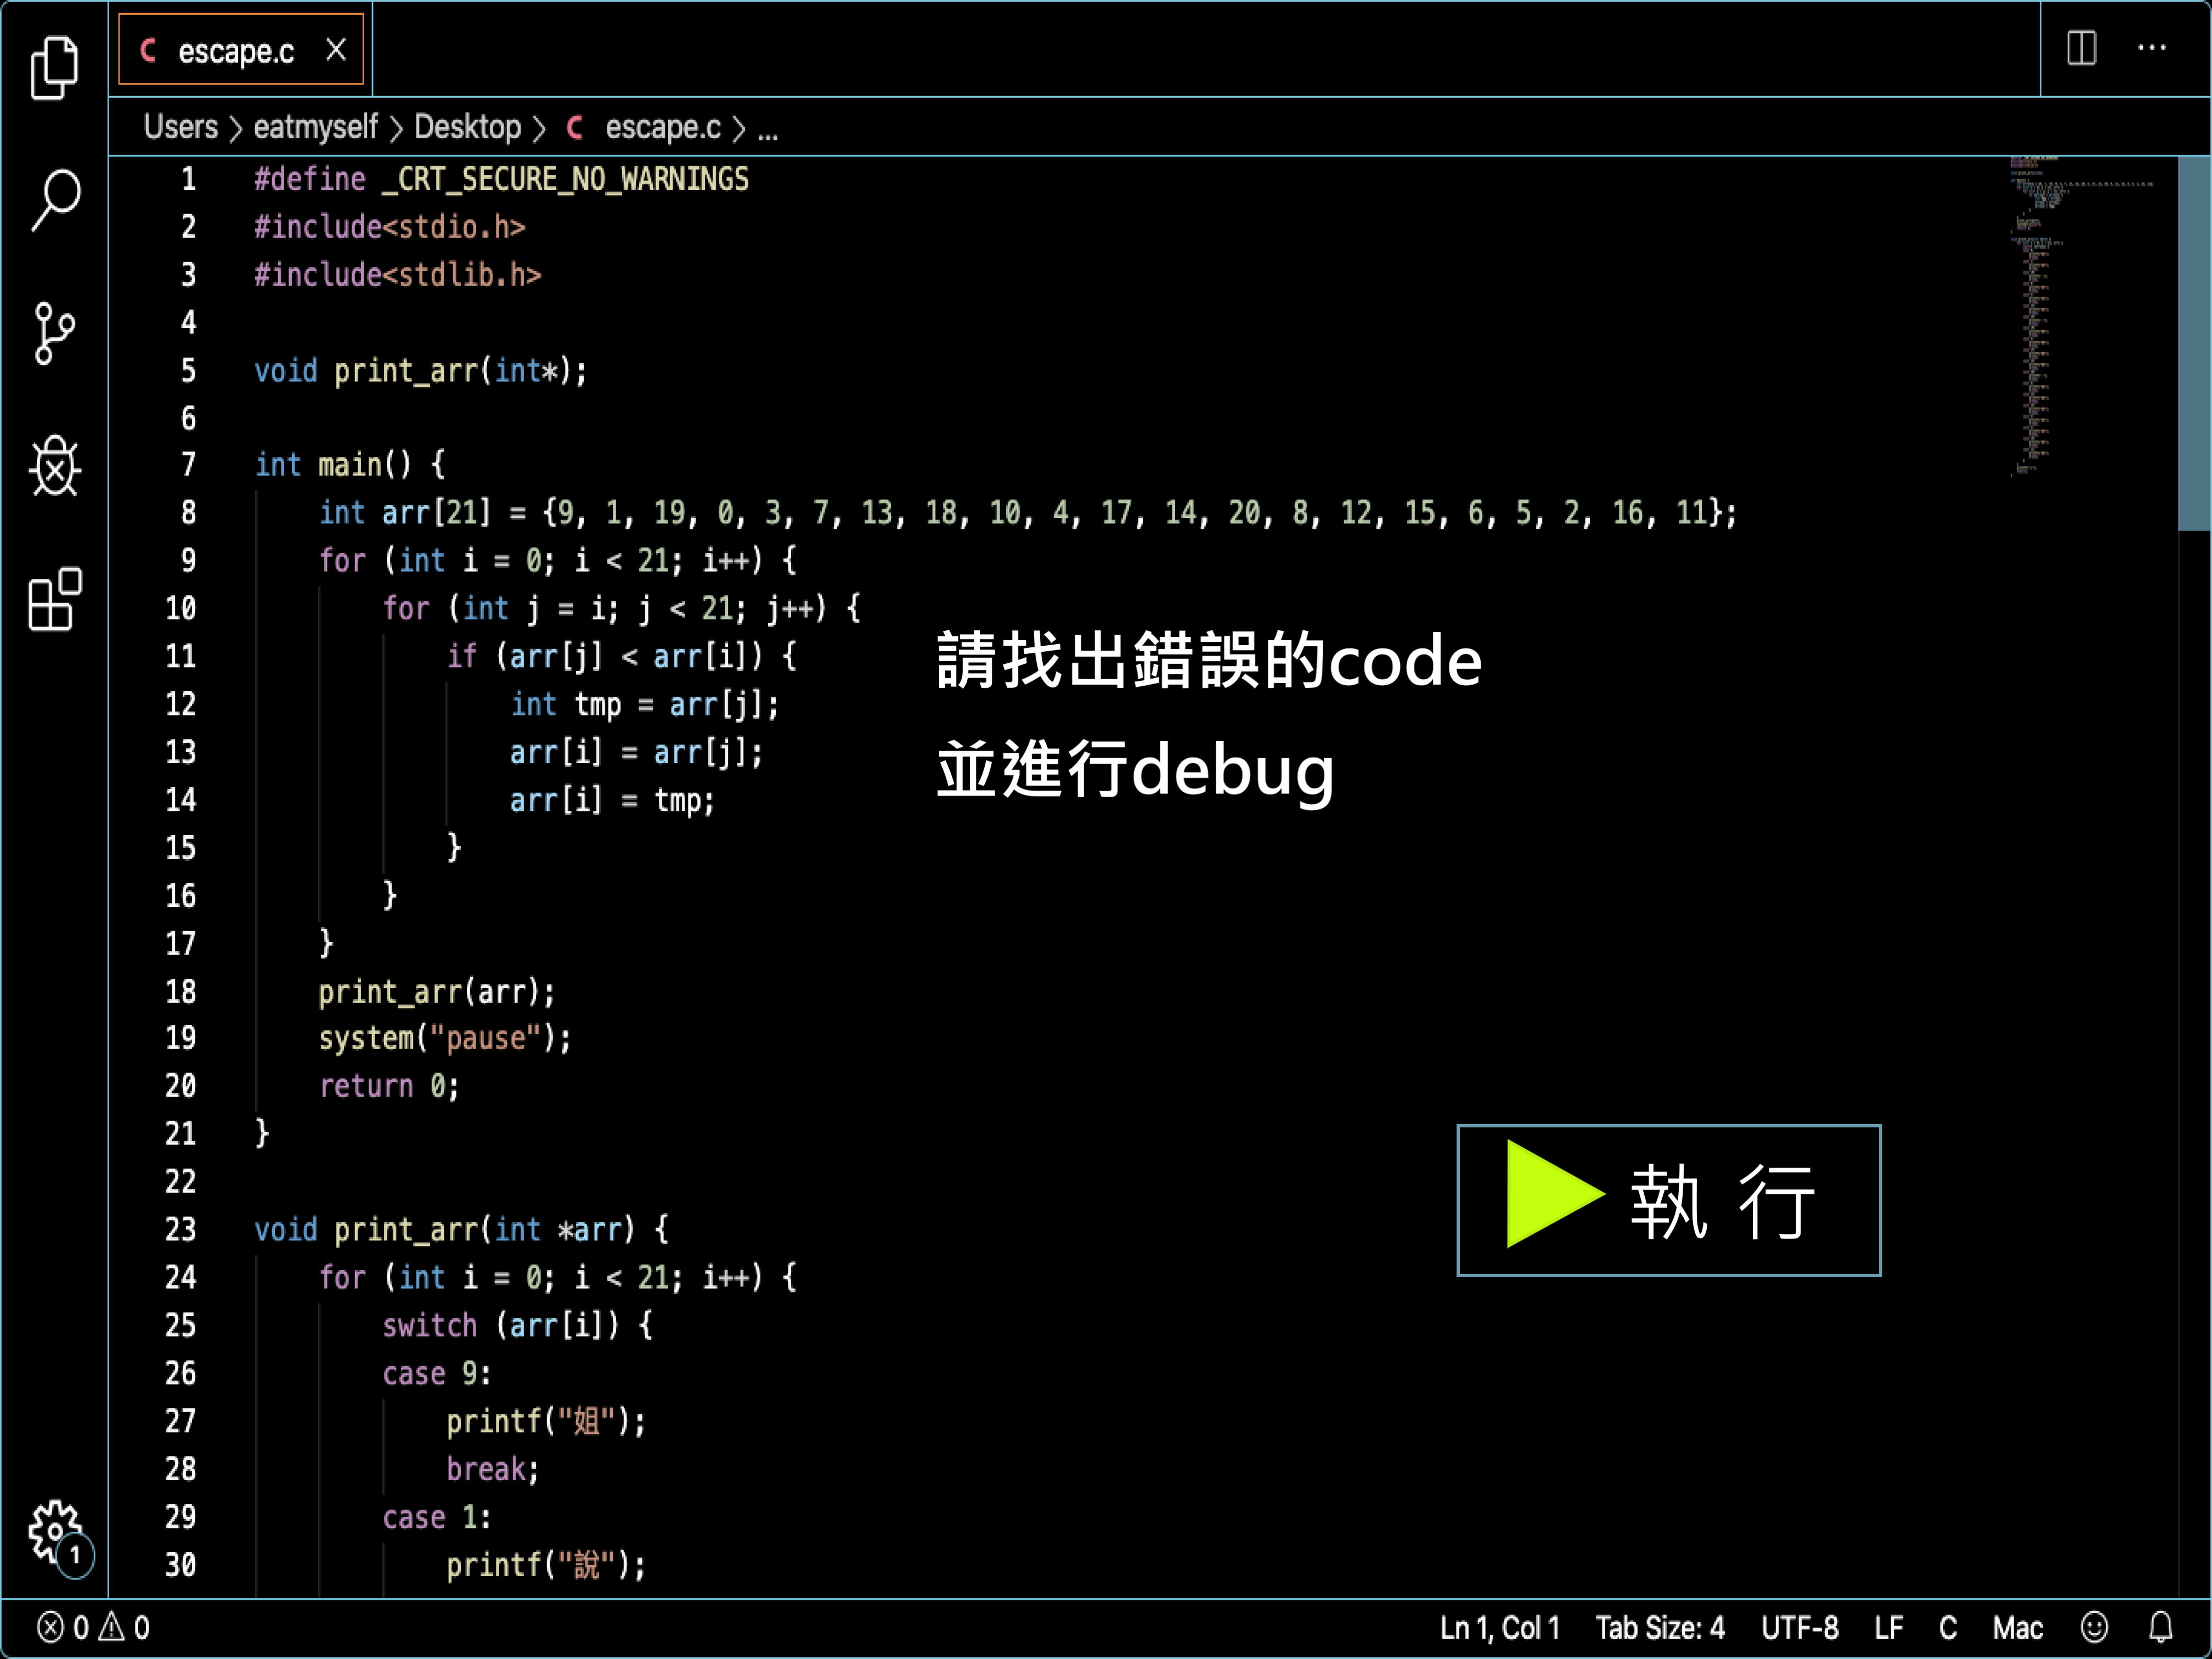 escape.c
Users > eatmyself > Desktop > C escape.c > ...
1 #define _CRT_SECURE_NO_WARNINGS
2 #include<stdio.h>
3 #include<stdlib.h>
4
5 void print_arr(int*);
6
7 int main() {
8 int arr[21] = {9, 1, 19, 0, 3, 7, 13, 18, 10, 4, 17, 14, 20, 8, 12, 15, 6, 5, 2, 16, 11};
9 for (int i = 0; i < 21; i++) {
10 for (int j = i; j < 21; j++) {
11 if (arr[j] < arr[i]) {
12 int tmp = arr[j];
13 arr[i] = arr[j];
14 arr[i] = tmp;
15 }
16 }
17 }
18 print_arr(arr);
19 system("pause");
20 return 0;
21 }
22
23 void print_arr(int *arr) {
24 for (int i = 0; i < 21; i++) {
25 switch (arr[i]) {
26 case 9:
27 printf("姐");
28 break;
29 case 1:
30 printf("說");
請找出錯誤的code
並進行debug
執行
1
0 0
Ln 1, Col 1 Tab Size: 4 UTF-8 LF C Mac